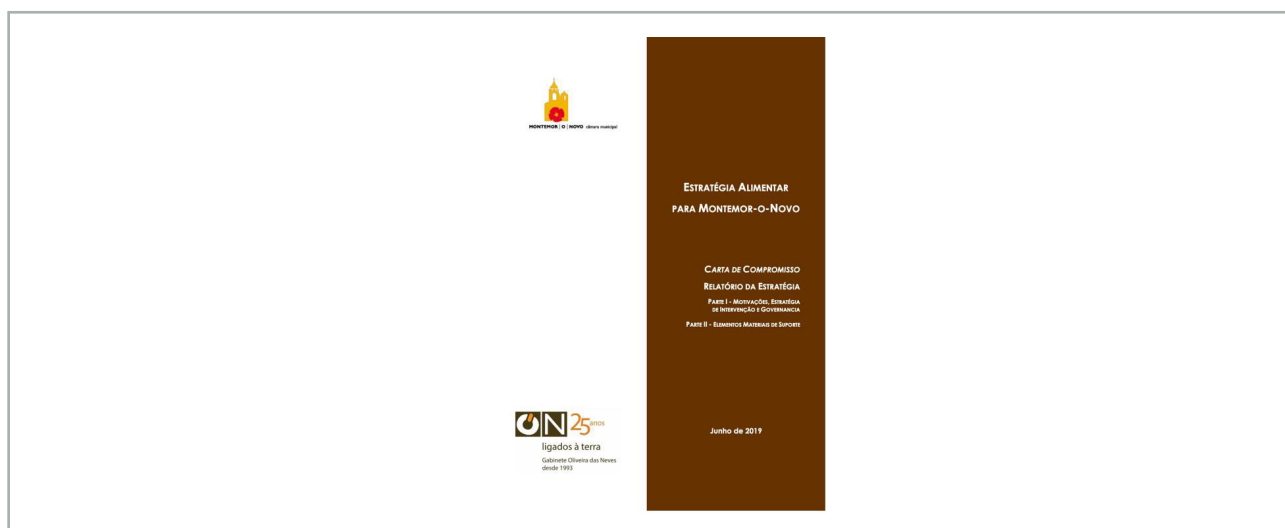 MONTEMOR | O | NOVO câmara municipal
ESTRATÉGIA ALIMENTAR
PARA MONTEMOR-O-NOVO
CARTA DE COMPROMISSO
RELATÓRIO DA ESTRATÉGIA
PARTE I - MOTIVAÇÕES, ESTRATÉGIA
DE INTERVENÇÃO E GOVERNANCIA
PARTE II - ELEMENTOS MATERIAIS DE SUPORTE
Junho de 2019
ON 25 anos
ligados à terra
Gabinete Oliveira das Neves
desde 1993